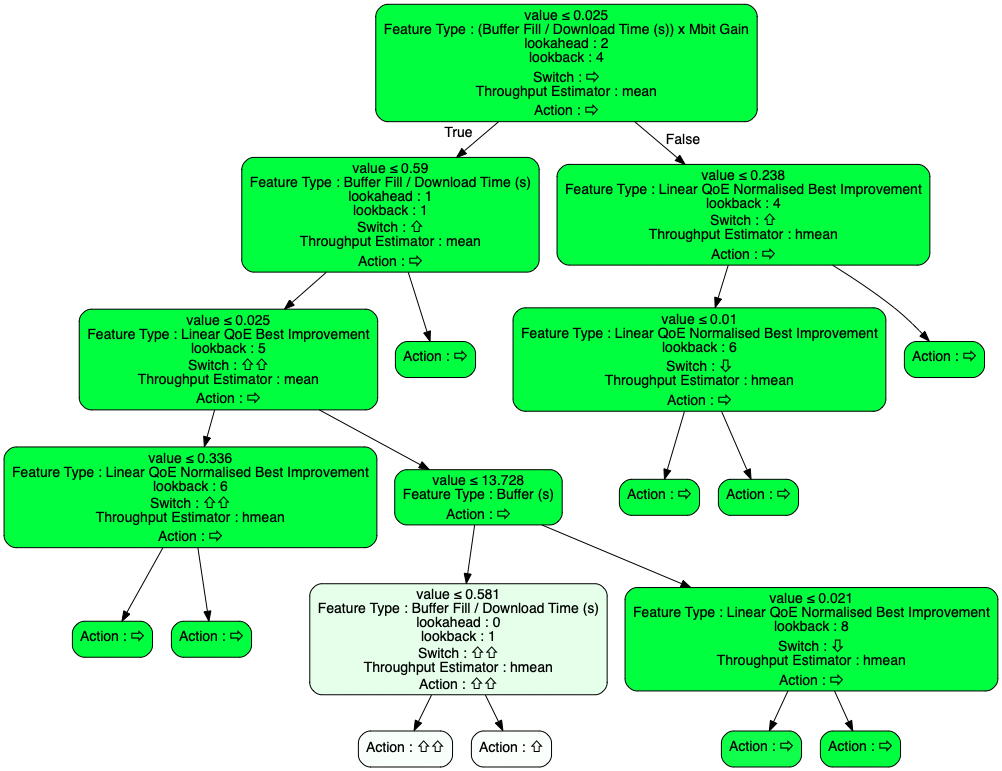 value ≤ 0.025
Feature Type : (Buffer Fill / Download Time (s)) x Mbit Gain
lookahead : 2
lookback : 4
Switch : ⇨
Throughput Estimator : mean
Action : ⇨
True
False
value ≤ 0.59
Feature Type : Buffer Fill / Download Time (s)
lookahead : 1
lookback : 1
Switch : ⇧
Throughput Estimator : mean
Action : ⇨
value ≤ 0.238
Feature Type : Linear QoE Normalised Best Improvement
lookback : 4
Switch : ⇧
Throughput Estimator : hmean
Action : ⇨
value ≤ 0.025
Feature Type : Linear QoE Best Improvement
lookback : 5
Switch : ⇧⇧
Throughput Estimator : mean
Action : ⇨
Action : ⇨
value ≤ 0.01
Feature Type : Linear QoE Normalised Best Improvement
lookback : 6
Switch : ⇩
Throughput Estimator : hmean
Action : ⇨
Action : ⇨
value ≤ 0.336
Feature Type : Linear QoE Normalised Best Improvement
lookback : 6
Switch : ⇧⇧
Throughput Estimator : hmean
Action : ⇨
value ≤ 13.728
Feature Type : Buffer (s)
Action : ⇨
Action : ⇨
Action : ⇨
Action : ⇨
Action : ⇨
value ≤ 0.581
Feature Type : Buffer Fill / Download Time (s)
lookahead : 0
lookback : 1
Switch : ⇧⇧
Throughput Estimator : hmean
Action : ⇧⇧
value ≤ 0.021
Feature Type : Linear QoE Normalised Best Improvement
lookback : 8
Switch : ⇩
Throughput Estimator : hmean
Action : ⇨
Action : ⇧⇧
Action : ⇧
Action : ⇨
Action : ⇨